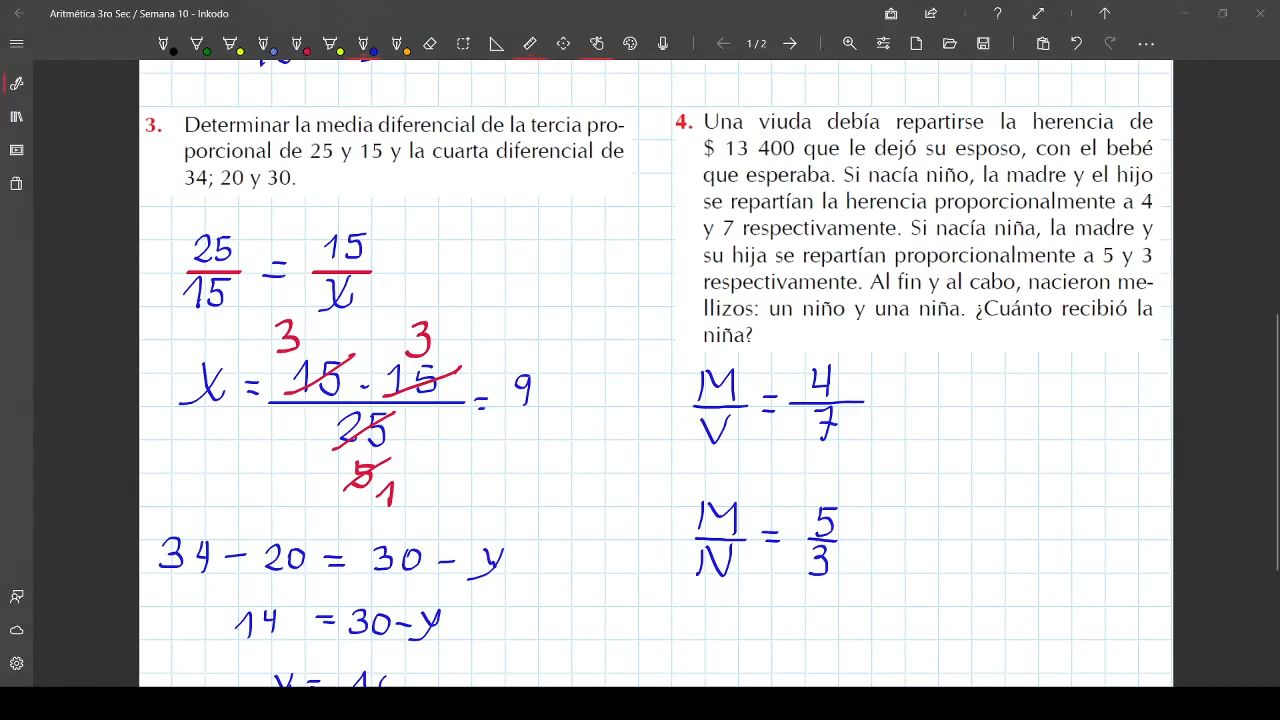 Aritmética 3ro Sec / Semana 10 - Inkodo
1/2
3. Determinar la media diferencial de la tercia pro-
porcional de 25 y 15 y la cuarta diferencial de
34; 20 y 30.
25/15 = 15/X
3 3
X = 15 . 15 / 25 = 9
5 1
34 - 20 = 30 - y
14 = 30 - y
4. Una viuda debía repartirse la herencia de
$ 13 400 que le dejó su esposo, con el bebé
que esperaba. Si nacía niño, la madre y el hijo
se repartían la herencia proporcionalmente a 4
y 7 respectivamente. Si nacía niña, la madre y
su hija se repartían proporcionalmente a 5 y 3
respectivamente. Al fin y al cabo, nacieron me-
llizos: un niño y una niña. ¿Cuánto recibió la
niña?
M/V = 4/7
M/N = 5/3